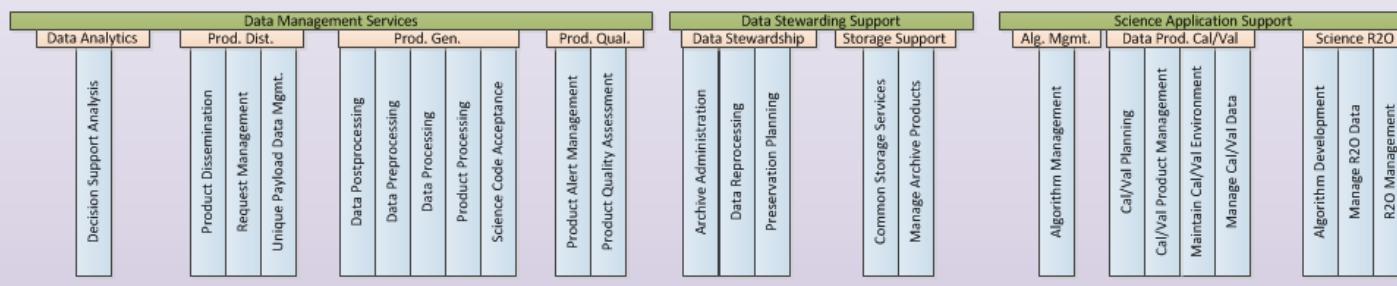 Data Management Services
Data Stewarding Support
Science Application Support
Data Analytics
Prod. Dist.
Prod. Gen.
Prod. Qual.
Data Stewardship
Storage Support
Alg. Mgmt.
Data Prod. Cal/Val
Science R2O
Decision Support Analysis
Product Dissemination
Request Management
Unique Payload Data Mgmt.
Data Postprocessing
Data Preprocessing
Data Processing
Product Processing
Science Code Acceptance
Product Alert Management
Product Quality Assessment
Archive Administration
Data Reprocessing
Preservation Planning
Common Storage Services
Manage Archive Products
Algorithm Management
Cal/Val Planning
Cal/Val Product Management
Maintain Cal/Val Environment
Manage Cal/Val Data
Algorithm Development
Manage R2O Data
R2O Management